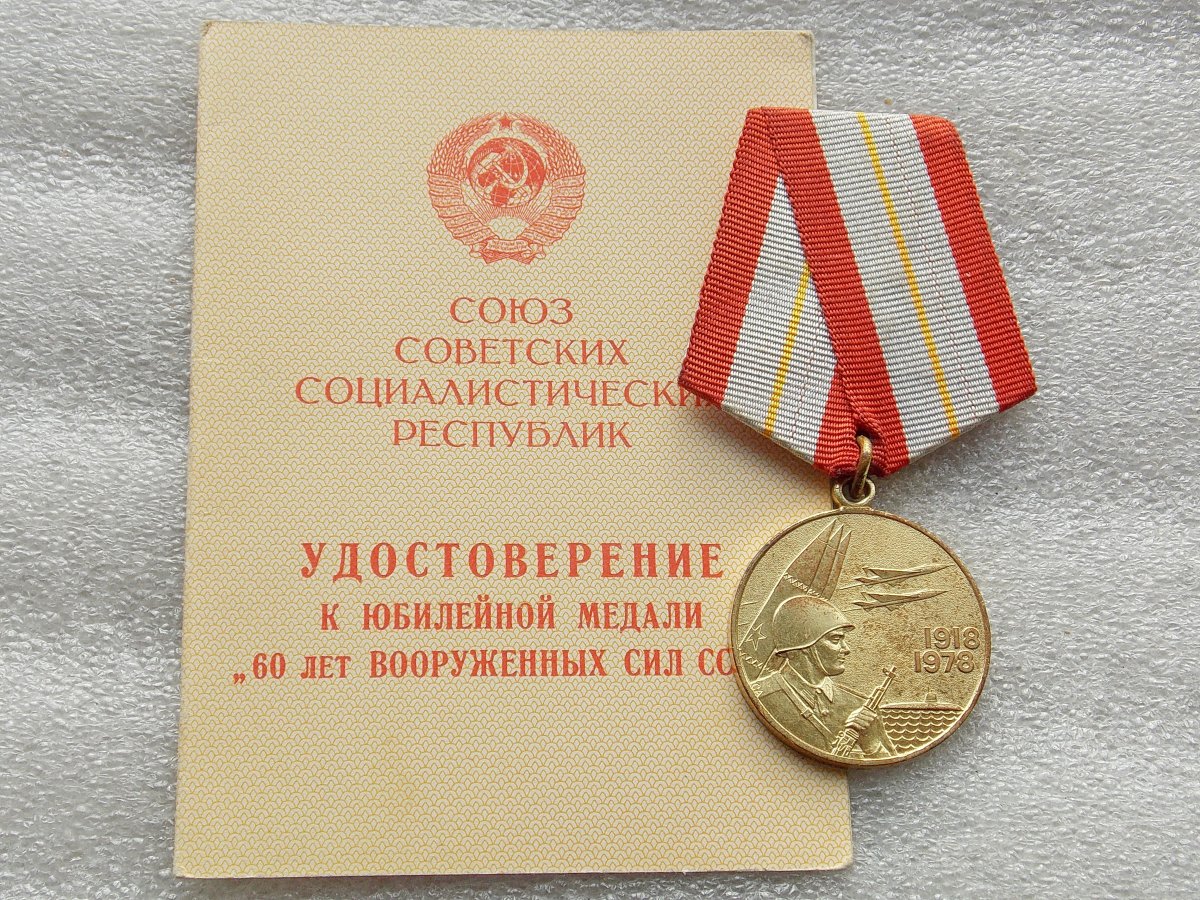 СОЮЗ
СОВЕТСКИХ
СОЦИАЛИСТИЧЕСКИ
РЕСПУБЛИК
УДОСТОВЕРЕНИЕ
К ЮБИЛЕЙНОЙ МЕДАЛИ
„60 ЛЕТ ВООРУЖЕННЫХ СИЛ СС
1918
1978